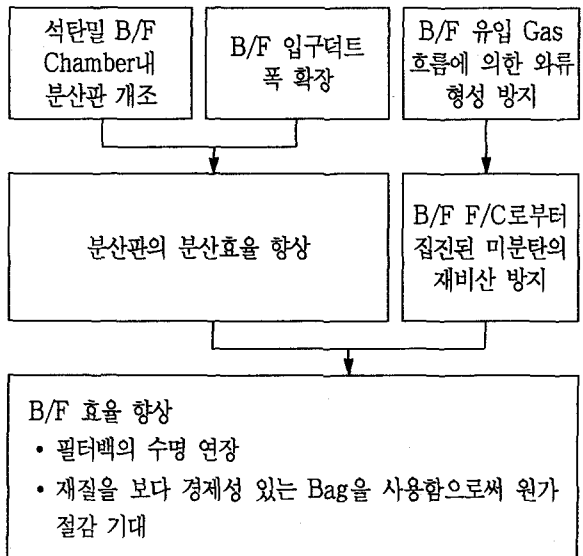 석탄밀 B/F
Chamber내
분산판 개조
B/F 입구덕트
폭 확장
B/F 유입 Gas
흐름에 의한 와류
형성 방지
분산판의 분산효율 향상
B/F F/C로부터
집진된 미분탄의
재비산 방지
B/F 효율 향상
• 필터백의 수명 연장
• 재질을 보다 경제성 있는 Bag을 사용함으로써 원가
절감 기대